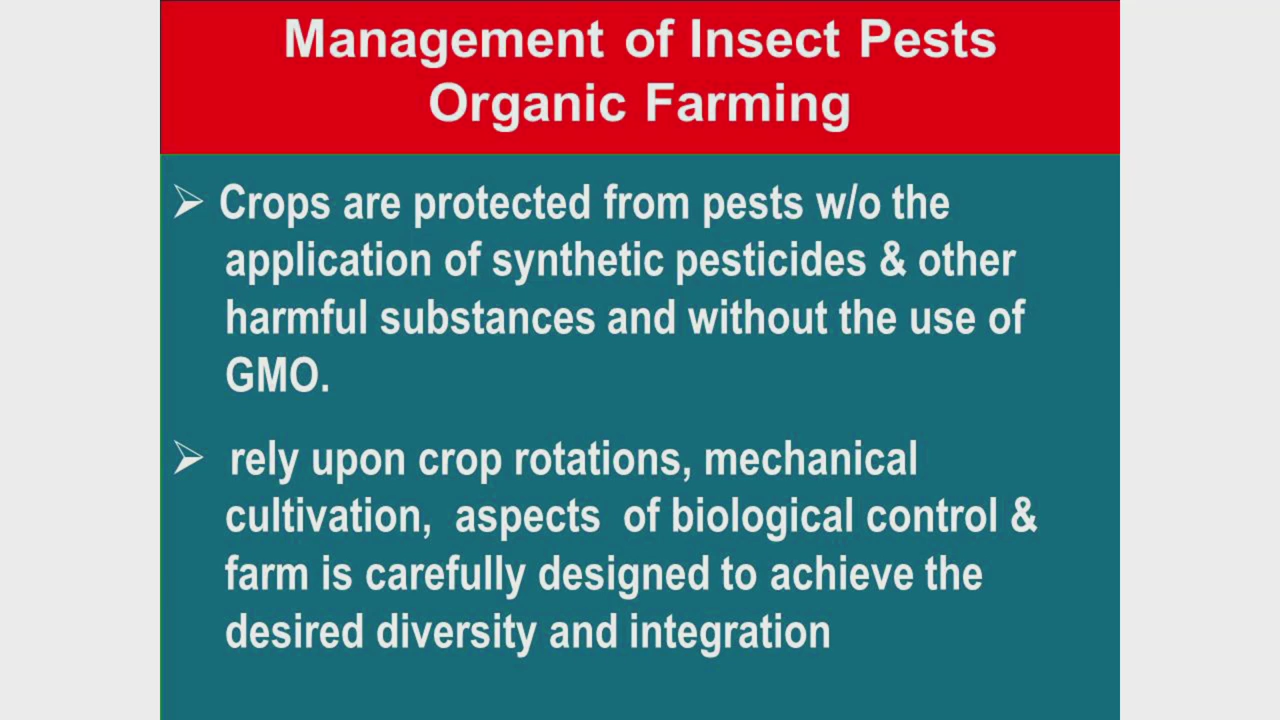 Management of Insect Pests
Organic Farming
➢ Crops are protected from pests w/o the
application of synthetic pesticides & other
harmful substances and without the use of
GMO.
➢ rely upon crop rotations, mechanical
cultivation, aspects of biological control &
farm is carefully designed to achieve the
desired diversity and integration